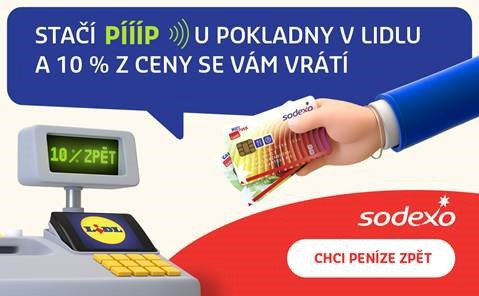 STAČÍ PÍÍÍP U POKLADNY V LIDLU
A 10 % Z CENY SE VÁM VRÁTÍ
10% ZPĚT
LIDL
sodexo
sodexo
CHCI PENÍZE ZPĚT